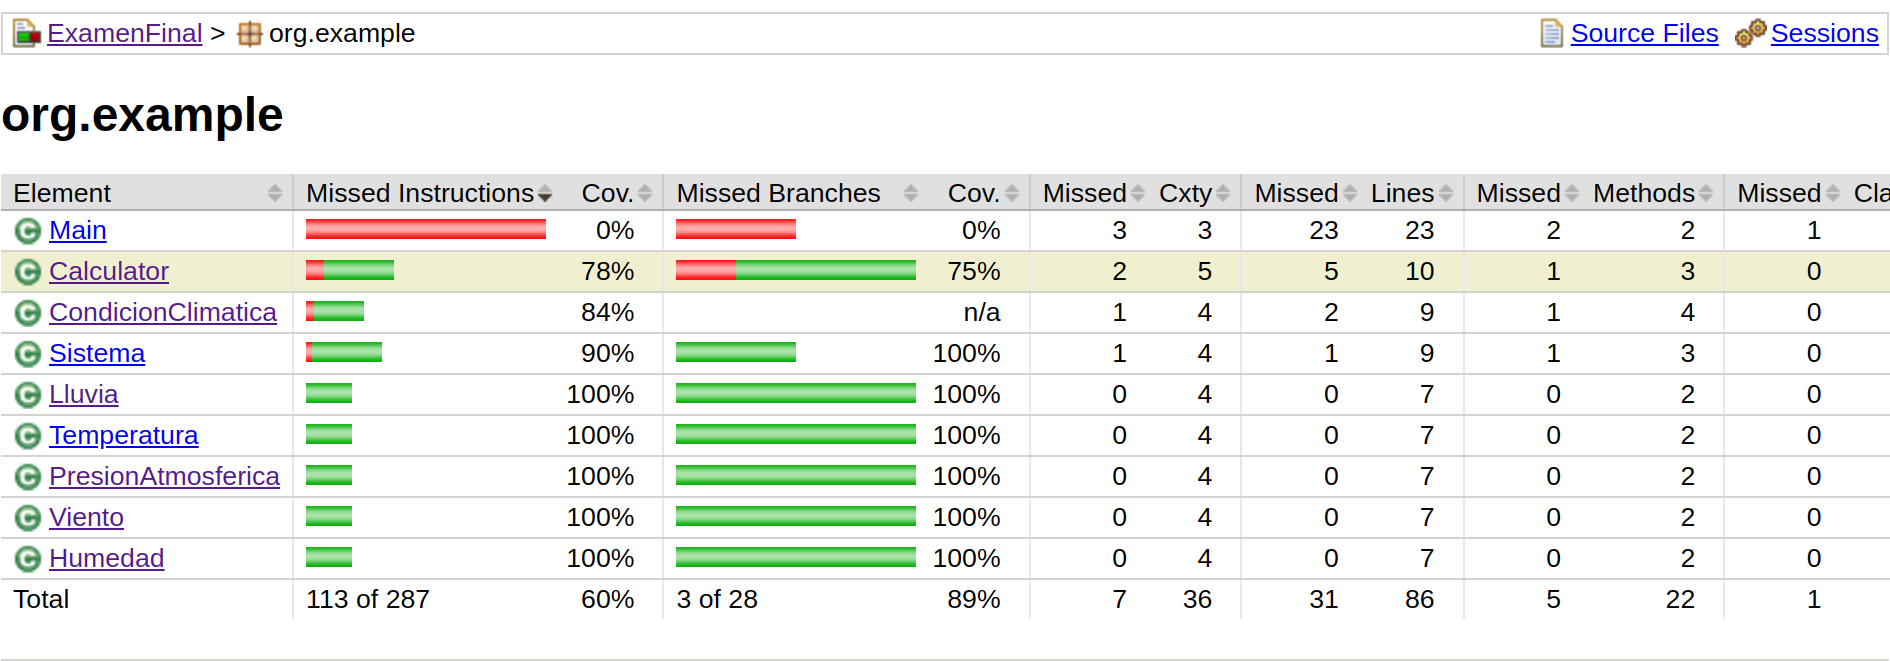 ExamenFinal > org.example Source Files Sessions
org.example
Element Missed Instructions Cov. Missed Branches Cov. Missed Cxty Missed Lines Missed Methods Missed Cla
Main 0% 0% 3 3 23 23 2 2 1
Calculator 78% 75% 2 5 5 10 1 3 0
CondicionClimatica 84% n/a 1 4 2 9 1 4 0
Sistema 90% 100% 1 4 1 9 1 3 0
Lluvia 100% 100% 0 4 0 7 0 2 0
Temperatura 100% 100% 0 4 0 7 0 2 0
PresionAtmosferica 100% 100% 0 4 0 7 0 2 0
Viento 100% 100% 0 4 0 7 0 2 0
Humedad 100% 100% 0 4 0 7 0 2 0
Total 113 of 287 60% 3 of 28 89% 7 36 31 86 5 22 1